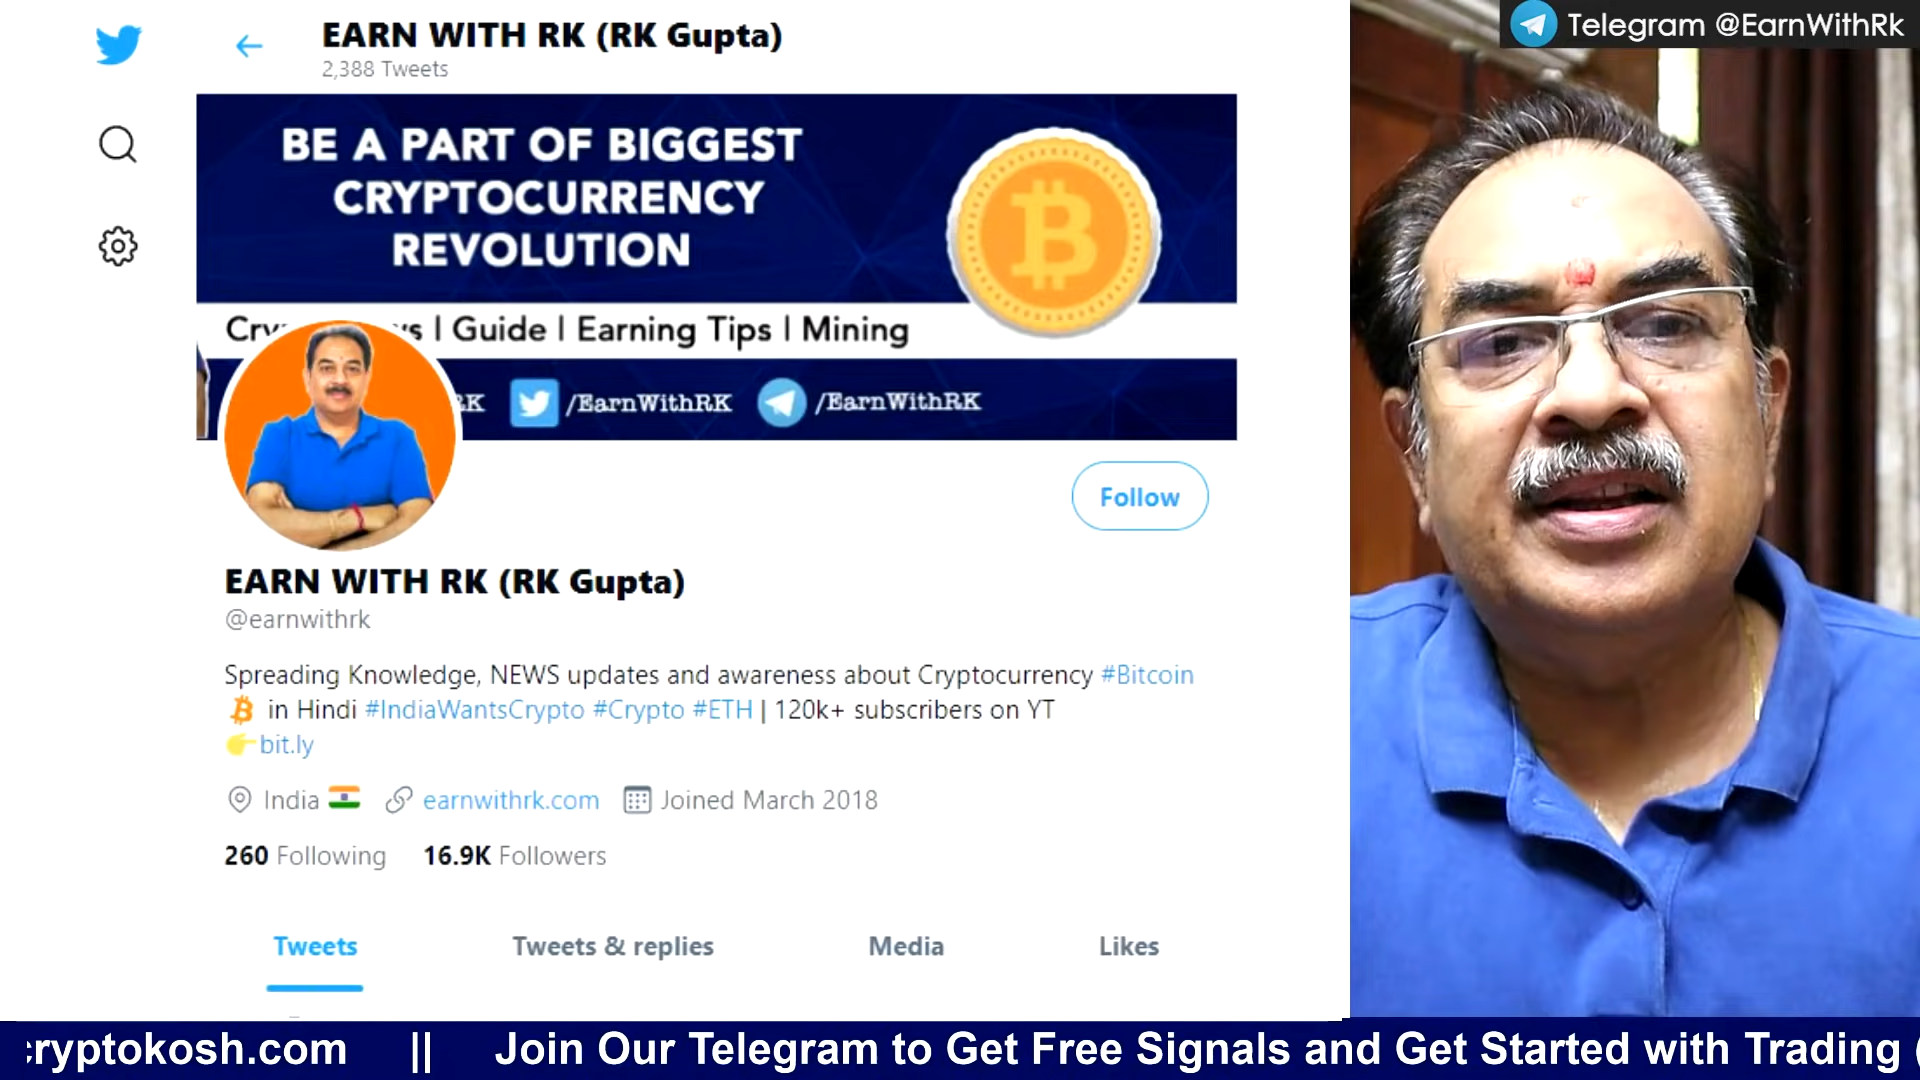 EARN WITH RK (RK Gupta)
2,388 Tweets
Telegram @EarnWithRk
BE A PART OF BIGGEST
CRYPTOCURRENCY
REVOLUTION
| Guide | Earning Tips | Mining
/EarnWithRK
/EarnWithRK
Follow
EARN WITH RK (RK Gupta)
@earnwithrk
Spreading Knowledge, NEWS updates and awareness about Cryptocurrency #Bitcoin
in Hindi #IndiaWantsCrypto #Crypto #ETH | 120k+ subscribers on YT
bit.ly
India earnwithrk.com Joined March 2018
260 Following 16.9K Followers
Tweets Tweets & replies Media Likes
cryptokosh.com || Join Our Telegram to Get Free Signals and Get Started with Trading (